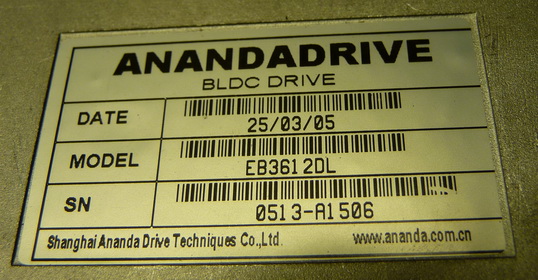 ANANDADRIVE
BLDC DRIVE
DATE 25/03/05
MODEL EB3612DL
SN 0513-A1506
Shanghai Ananda Drive Techniques Co.,Ltd. www.ananda.com.cn